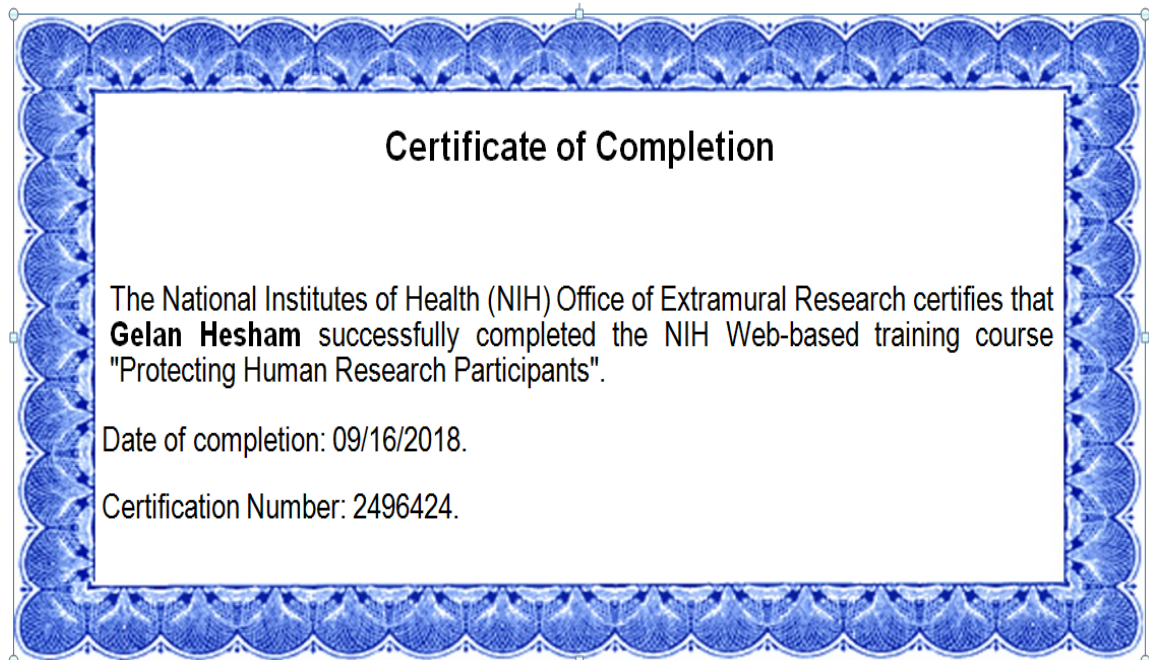 Certificate of Completion
The National Institutes of Health (NIH) Office of Extramural Research certifies that
Gelan Hesham successfully completed the NIH Web-based training course
"Protecting Human Research Participants".
Date of completion: 09/16/2018.
Certification Number: 2496424.